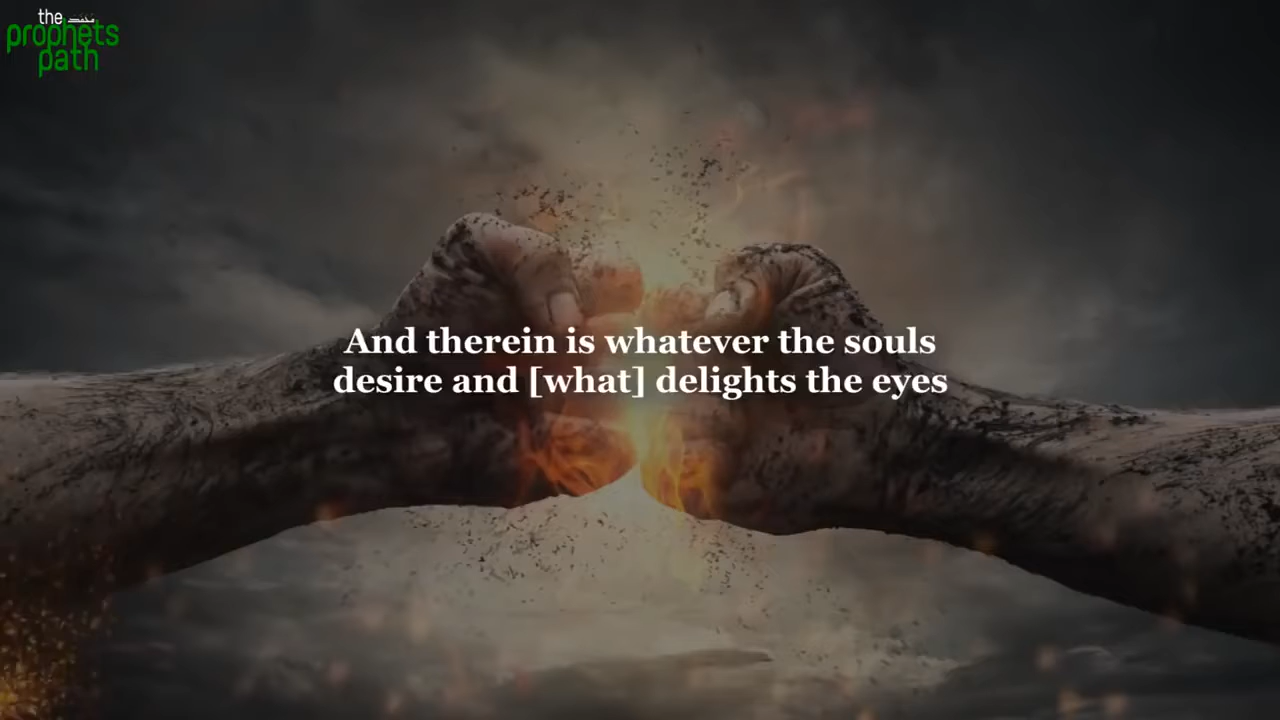 the
prophets
path
And therein is whatever the souls
desire and [what] delights the eyes